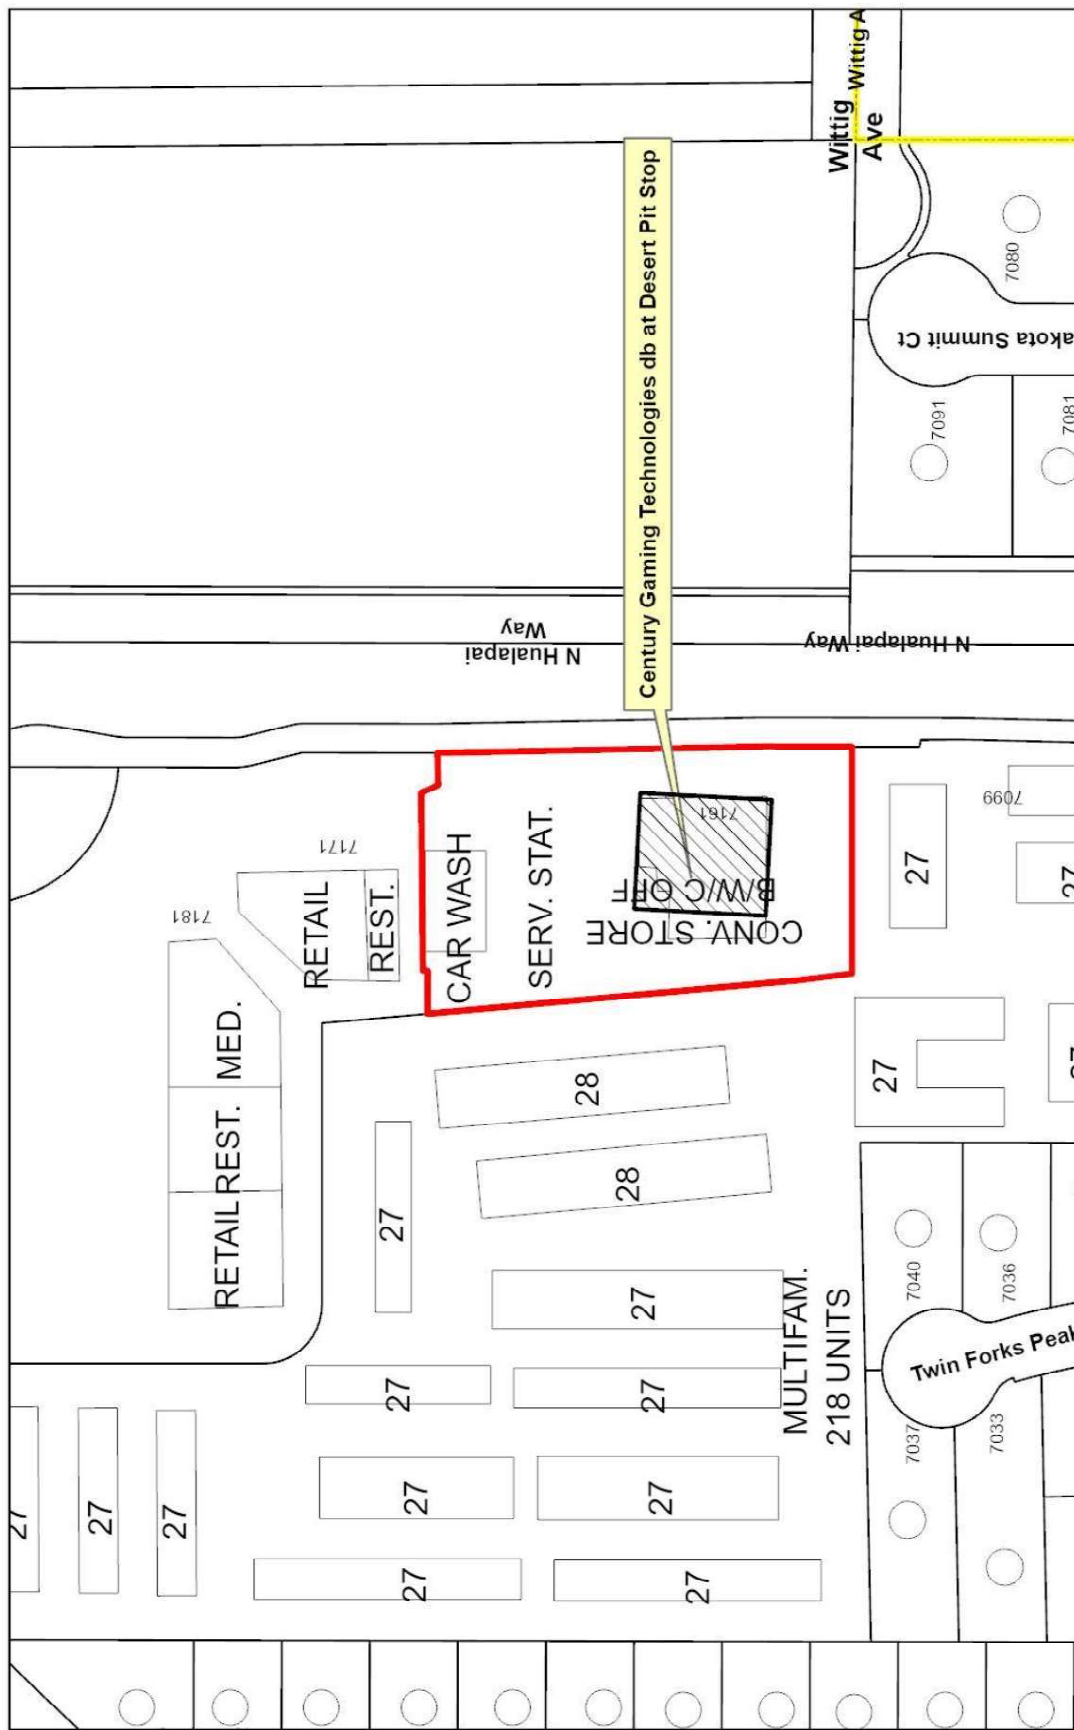 Wittig A
Wittig
Ave
Century Gaming Technologies db at Desert Pit Stop
7080
akota Summit Ct
7091
7081
N Hualapai
Way
N Hualapai Way
7161
B/W/C OFF
CONV. STORE
SERV. STAT.
CAR WASH
7171
RETAIL
REST.
7181
MED.
REST.
RETAIL
7099
27
27
27
28
28
27
27
27
27
27
27
27
27
27
27
27
MULTIFAM.
218 UNITS
7040
7036
Twin Forks Peak
7037
7033